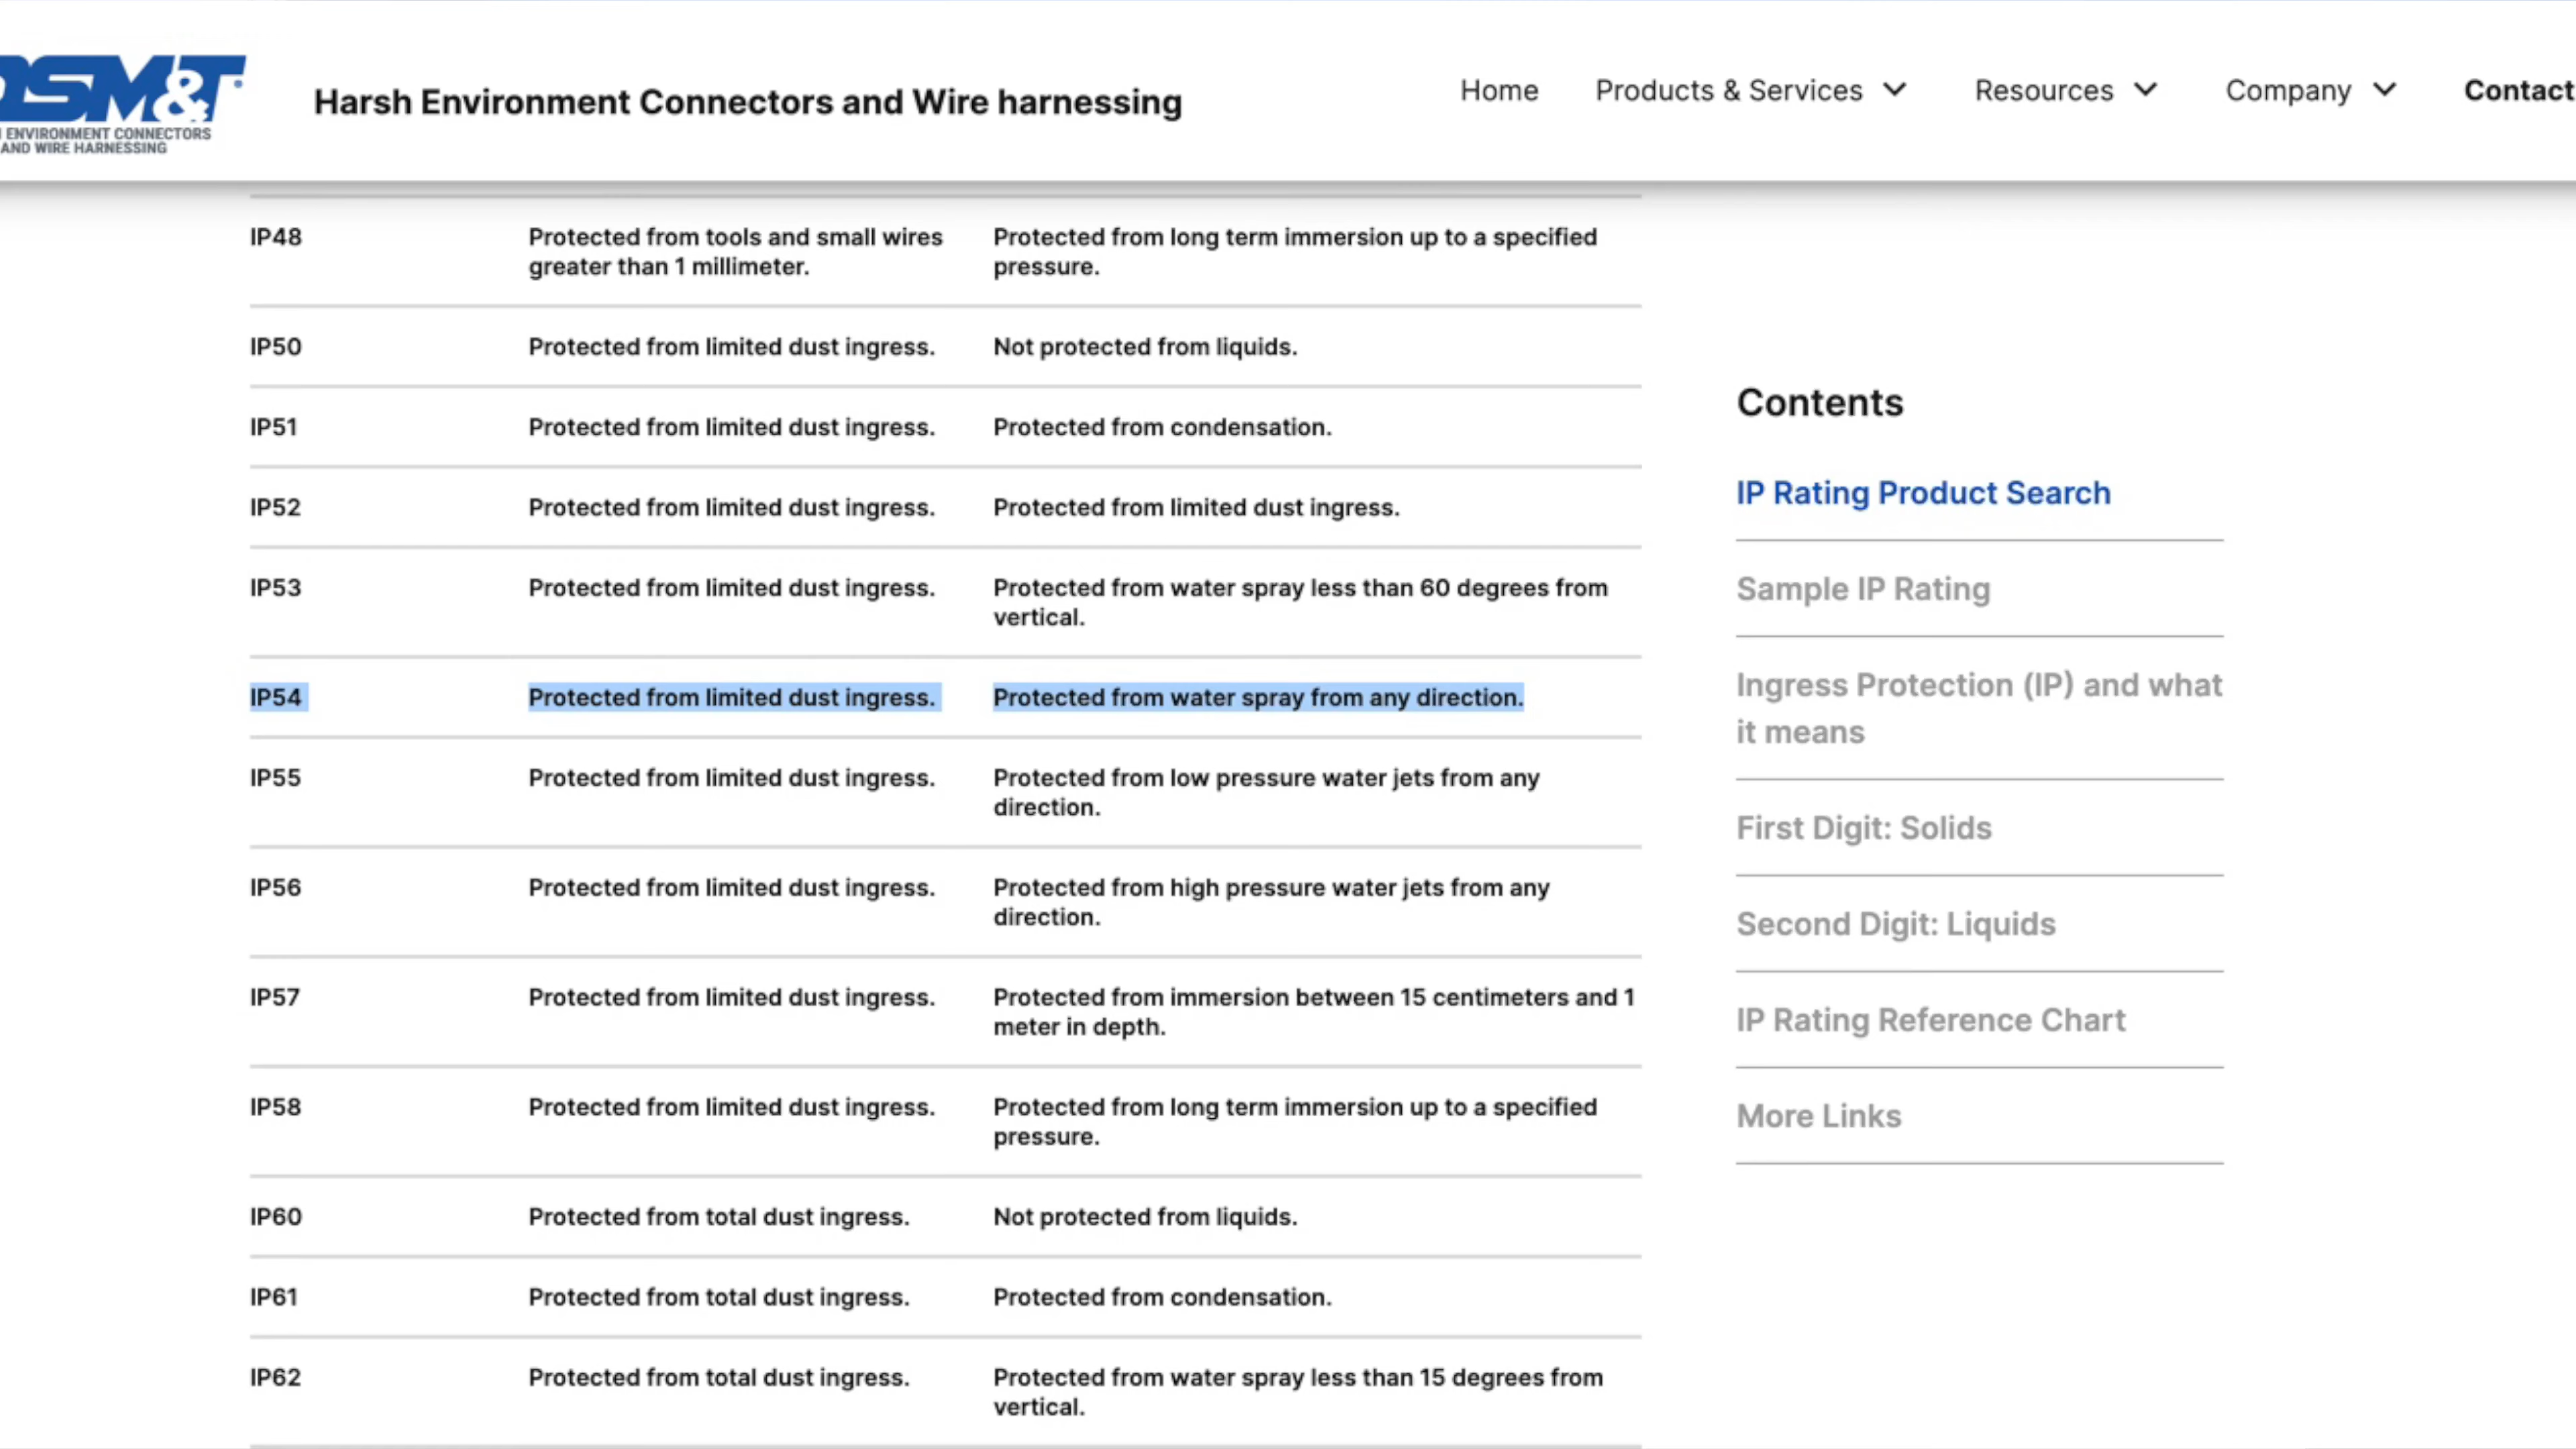 DSM&T
ENVIRONMENT CONNECTORS
AND WIRE HARNESSING
Harsh Environment Connectors and Wire harnessing
Home
Products & Services
Resources
Company
Contact
IP48
Protected from tools and small wires
greater than 1 millimeter.
Protected from long term immersion up to a specified
pressure.
IP50
Protected from limited dust ingress.
Not protected from liquids.
IP51
Protected from limited dust ingress.
Protected from condensation.
IP52
Protected from limited dust ingress.
Protected from limited dust ingress.
IP53
Protected from limited dust ingress.
Protected from water spray less than 60 degrees from
vertical.
IP54
Protected from limited dust ingress.
Protected from water spray from any direction.
IP55
Protected from limited dust ingress.
Protected from low pressure water jets from any
direction.
IP56
Protected from limited dust ingress.
Protected from high pressure water jets from any
direction.
IP57
Protected from limited dust ingress.
Protected from immersion between 15 centimeters and 1
meter in depth.
IP58
Protected from limited dust ingress.
Protected from long term immersion up to a specified
pressure.
IP60
Protected from total dust ingress.
Not protected from liquids.
IP61
Protected from total dust ingress.
Protected from condensation.
IP62
Protected from total dust ingress.
Protected from water spray less than 15 degrees from
vertical.
Contents
IP Rating Product Search
Sample IP Rating
Ingress Protection (IP) and what
it means
First Digit: Solids
Second Digit: Liquids
IP Rating Reference Chart
More Links